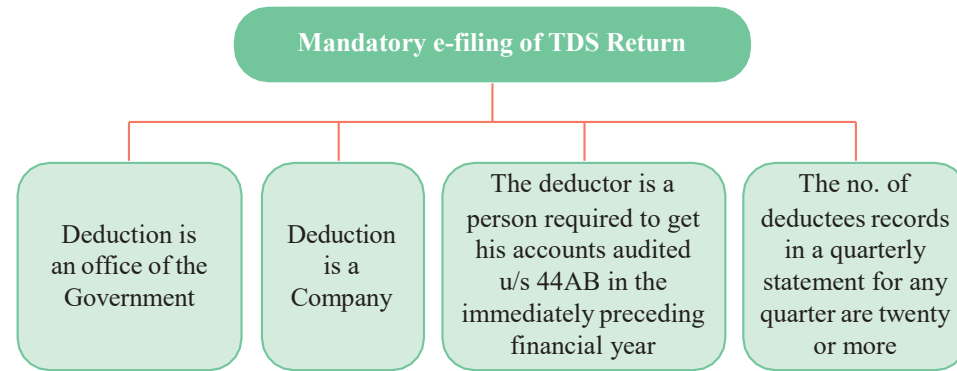 Mandatory e-filing of TDS Return
Deduction is
an office of the
Government
Deduction
is a
Company
The deductor is a
person required to get
his accounts audited
u/s 44AB in the
immediately preceding
financial year
The no. of
deductees records
in a quarterly
statement for any
quarter are twenty
or more